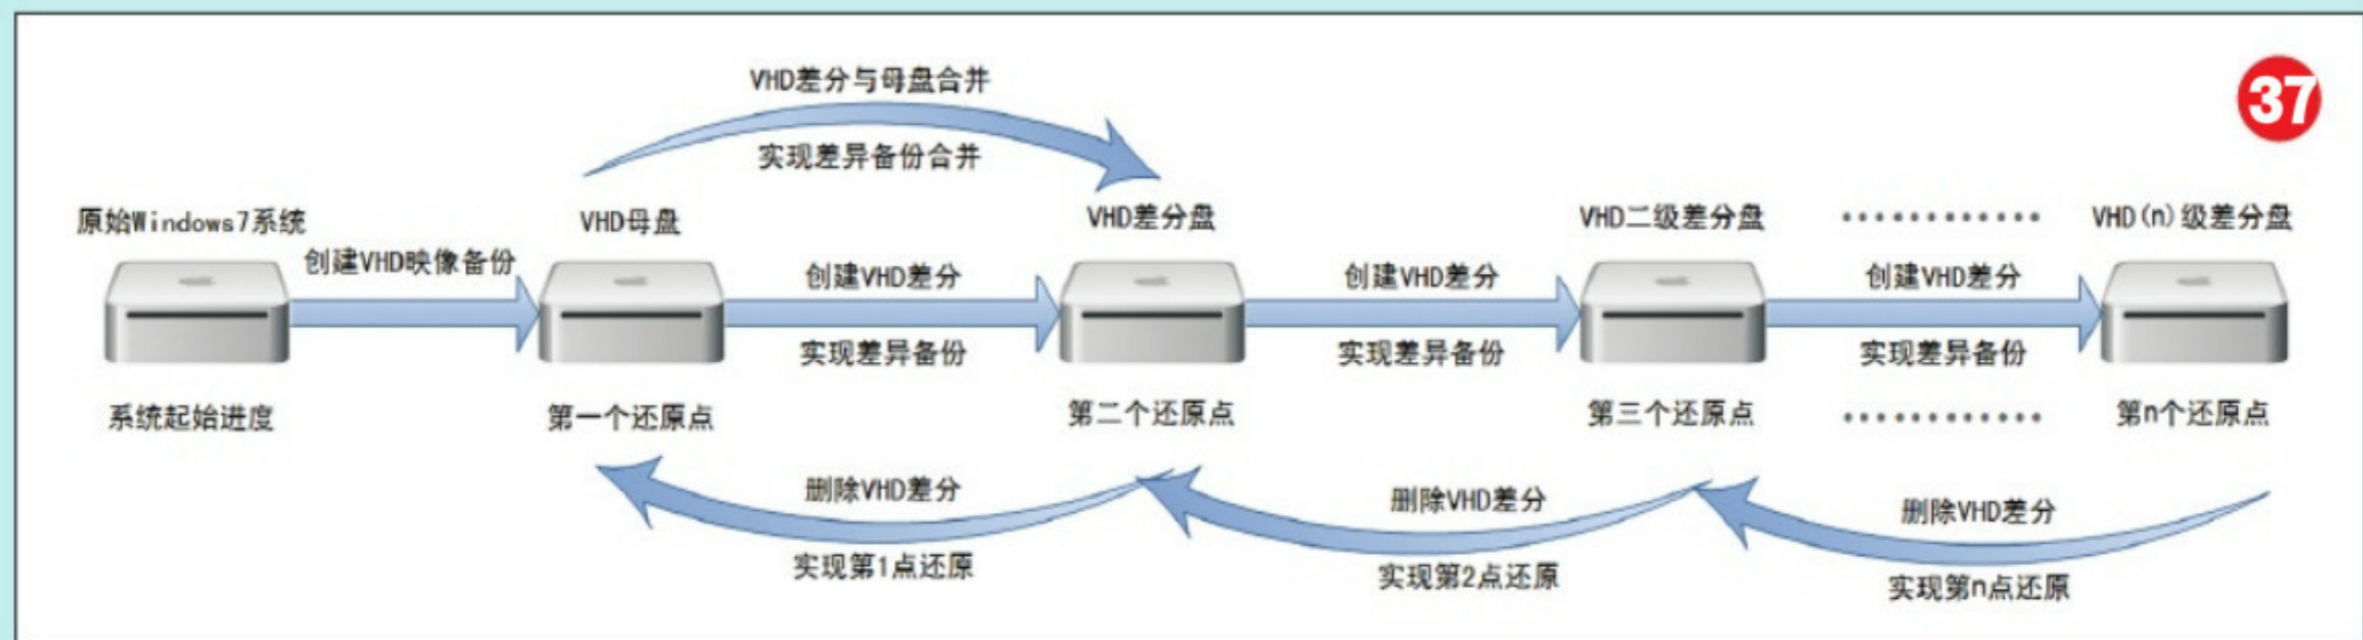 37
VHD差分与母盘合并
实现差异备份合并
原始Windows7系统
VHD母盘
VHD差分盘
VHD二级差分盘
............
VHD(n)级差分盘
创建VHD映像备份
创建VHD差分
创建VHD差分
创建VHD差分
实现差异备份
实现差异备份
实现差异备份
系统起始进度
第一个还原点
第二个还原点
第三个还原点
............
第n个还原点
删除VHD差分
删除VHD差分
删除VHD差分
实现第1点还原
实现第2点还原
实现第n点还原